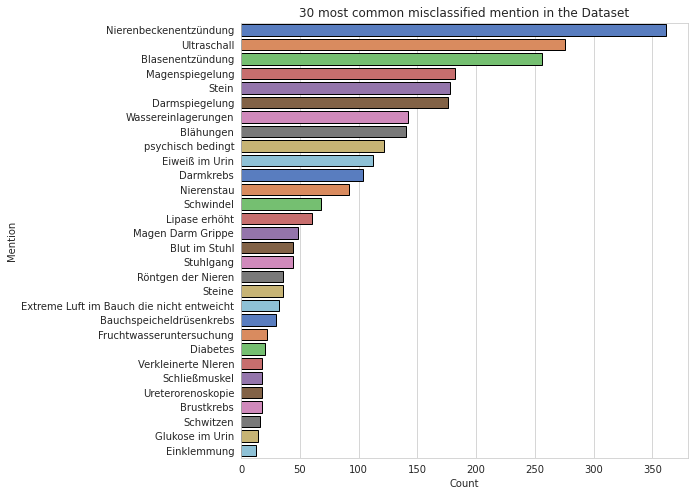 30 most common misclassified mention in the Dataset
Nierenbeckenentzündung
Ultraschall
Blasenentzündung
Magenspiegelung
Stein
Darmspiegelung
Wassereinlagerungen
Blähungen
psychisch bedingt
Eiweiß im Urin
Darmkrebs
Nierenstau
Schwindel
Lipase erhöht
Magen Darm Grippe
Blut im Stuhl
Stuhlgang
Röntgen der Nieren
Steine
Extreme Luft im Bauch die nicht entweicht
Bauchspeicheldrüsenkrebs
Fruchtwasseruntersuchung
Diabetes
Verkleinerte NIeren
Schließmuskel
Ureterorenoskopie
Brustkrebs
Schwitzen
Glukose im Urin
Einklemmung
Mention
0 50 100 150 200 250 300 350
Count